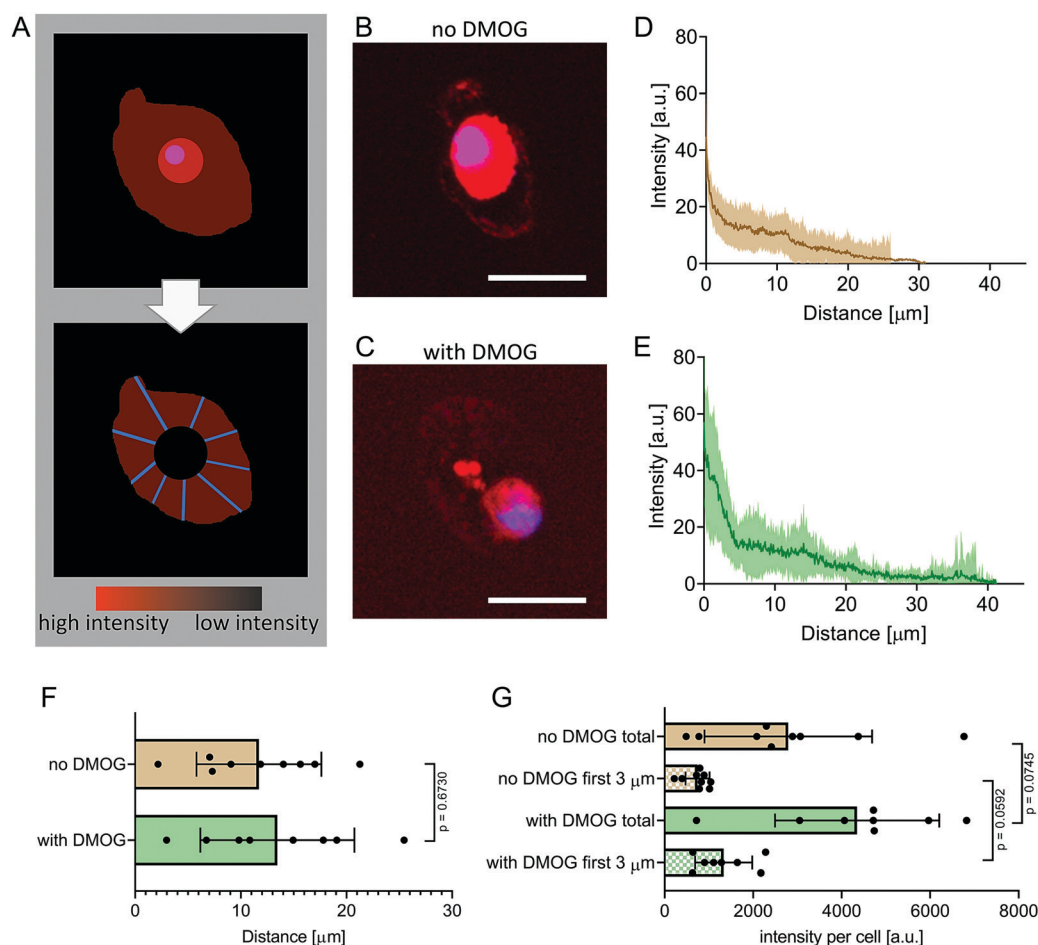 A
high intensity low intensity
B
no DMOG
C
with DMOG
D
80
60
40
20
0
Intensity [a.u.]
0 10 20 30 40
Distance [μm]
E
80
60
40
20
0
Intensity [a.u.]
0 10 20 30 40
Distance [μm]
F
no DMOG
with DMOG
p = 0.6730
0 10 20 30
Distance [μm]
G
no DMOG total
no DMOG first 3 μm
with DMOG total
with DMOG first 3 μm
p = 0.0592
p = 0.0745
0 2000 4000 6000 8000
intensity per cell [a.u.]